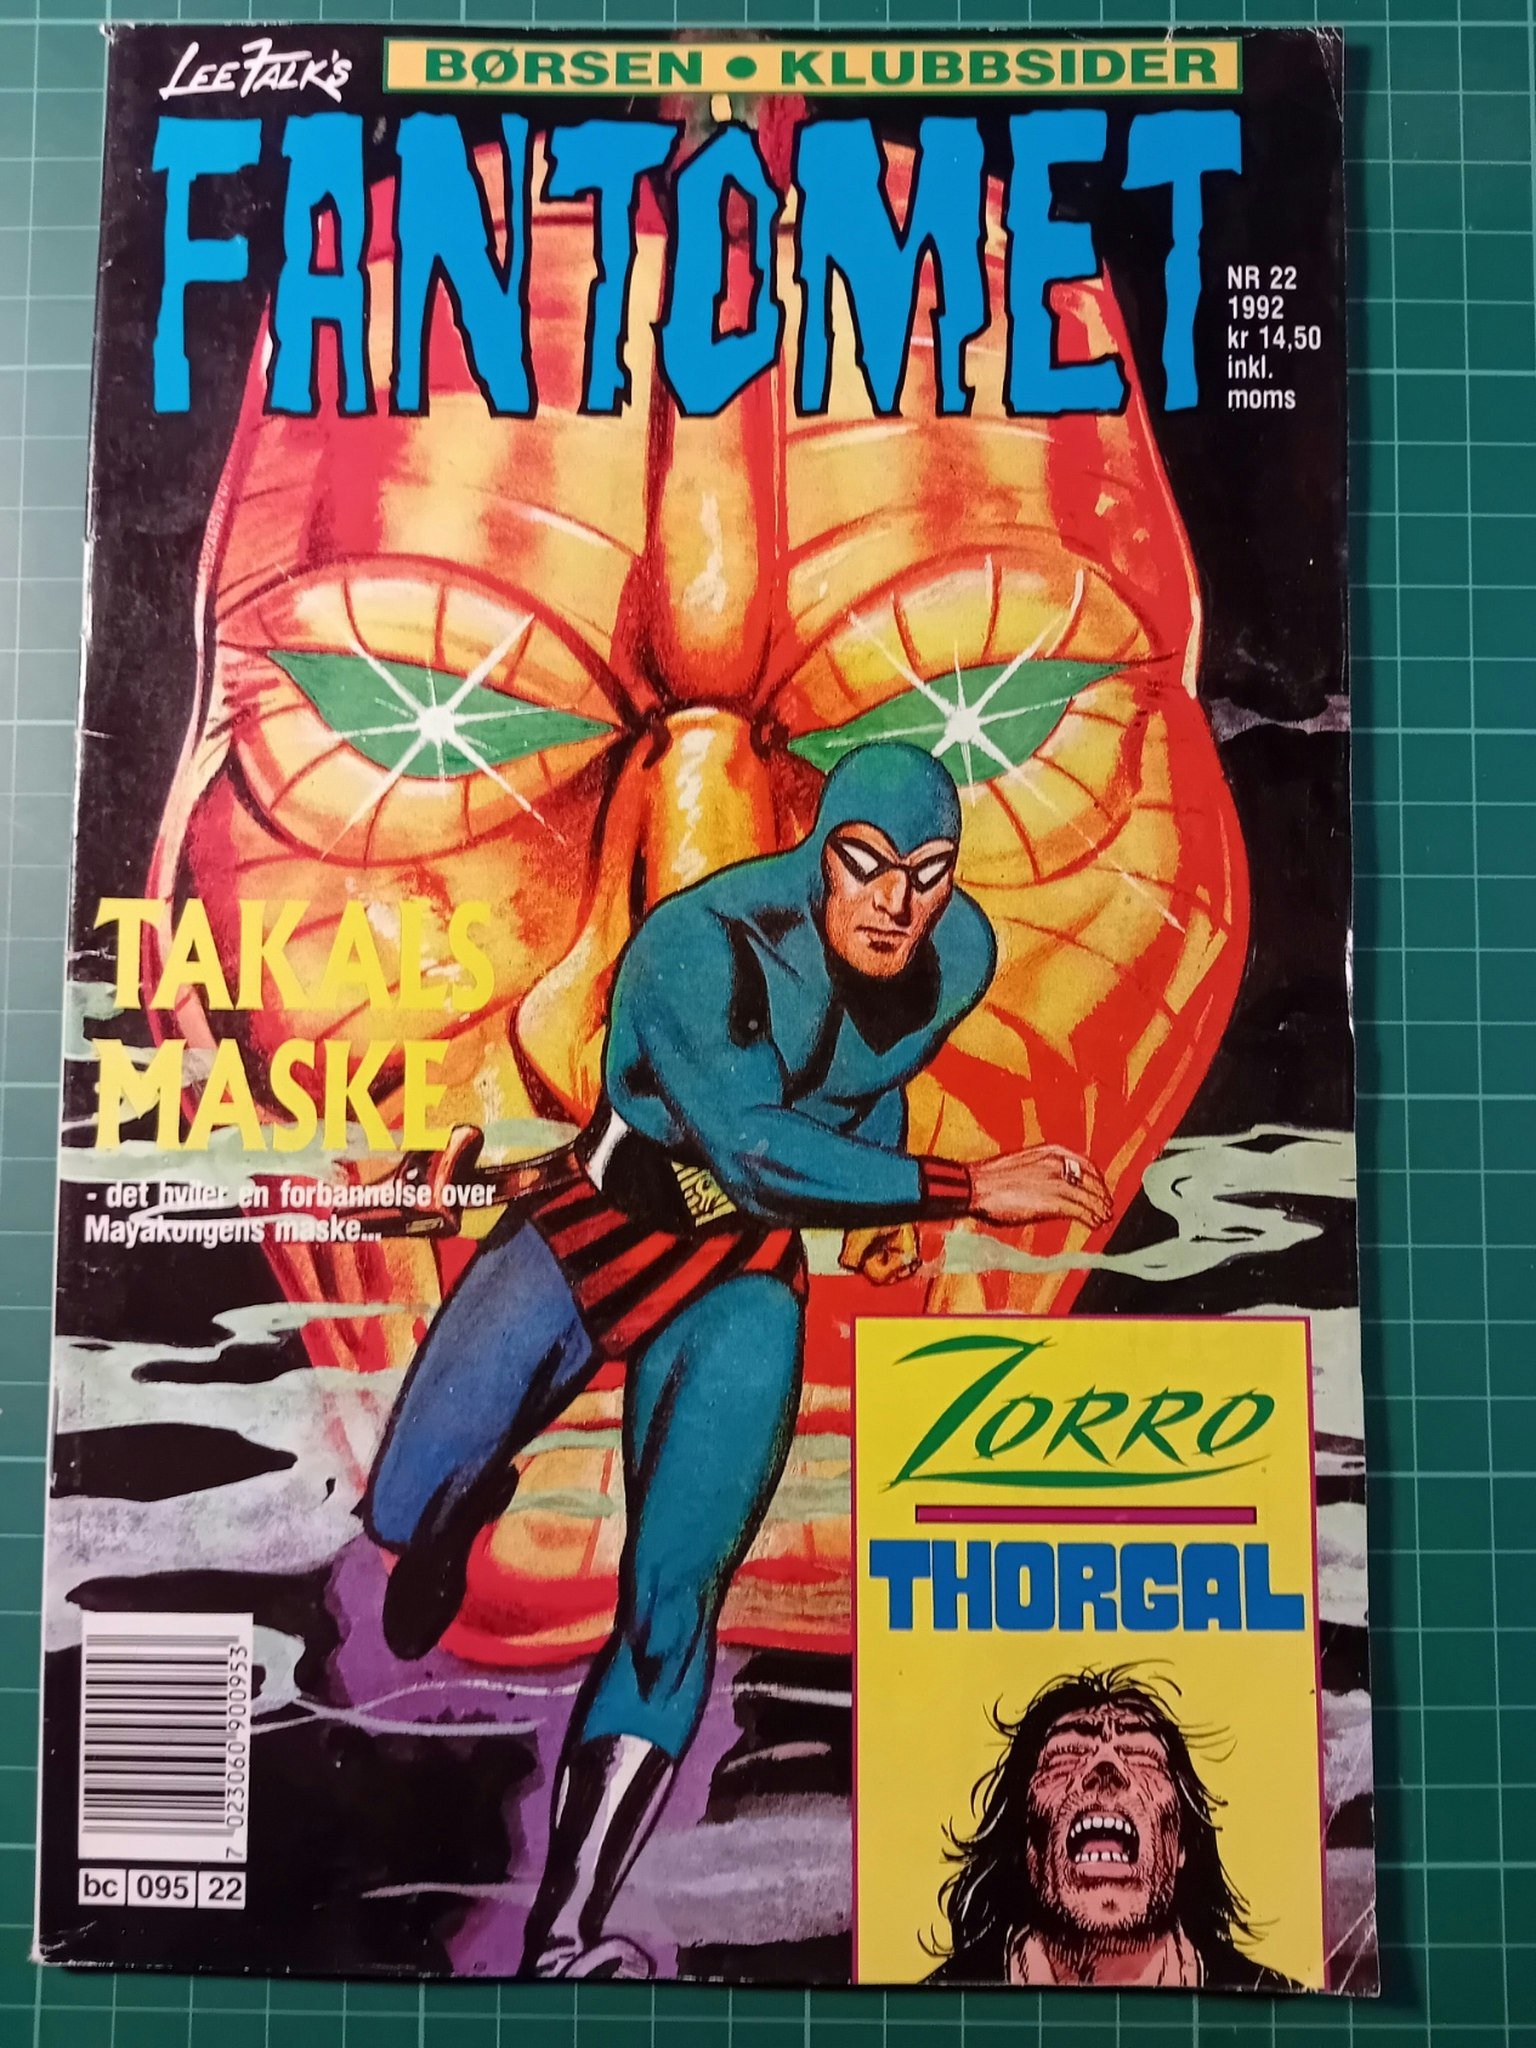 LEE FALK'S
BØRSEN • KLUBBSIDER
FANTOMET
NR 22
1992
kr 14,50
inkl.
moms
TAKALS
MASKE
- det hviler en forbannelse over
Mayakongens maske...
ZORRO
THORGAL
7 023060 900953
bc 095 22